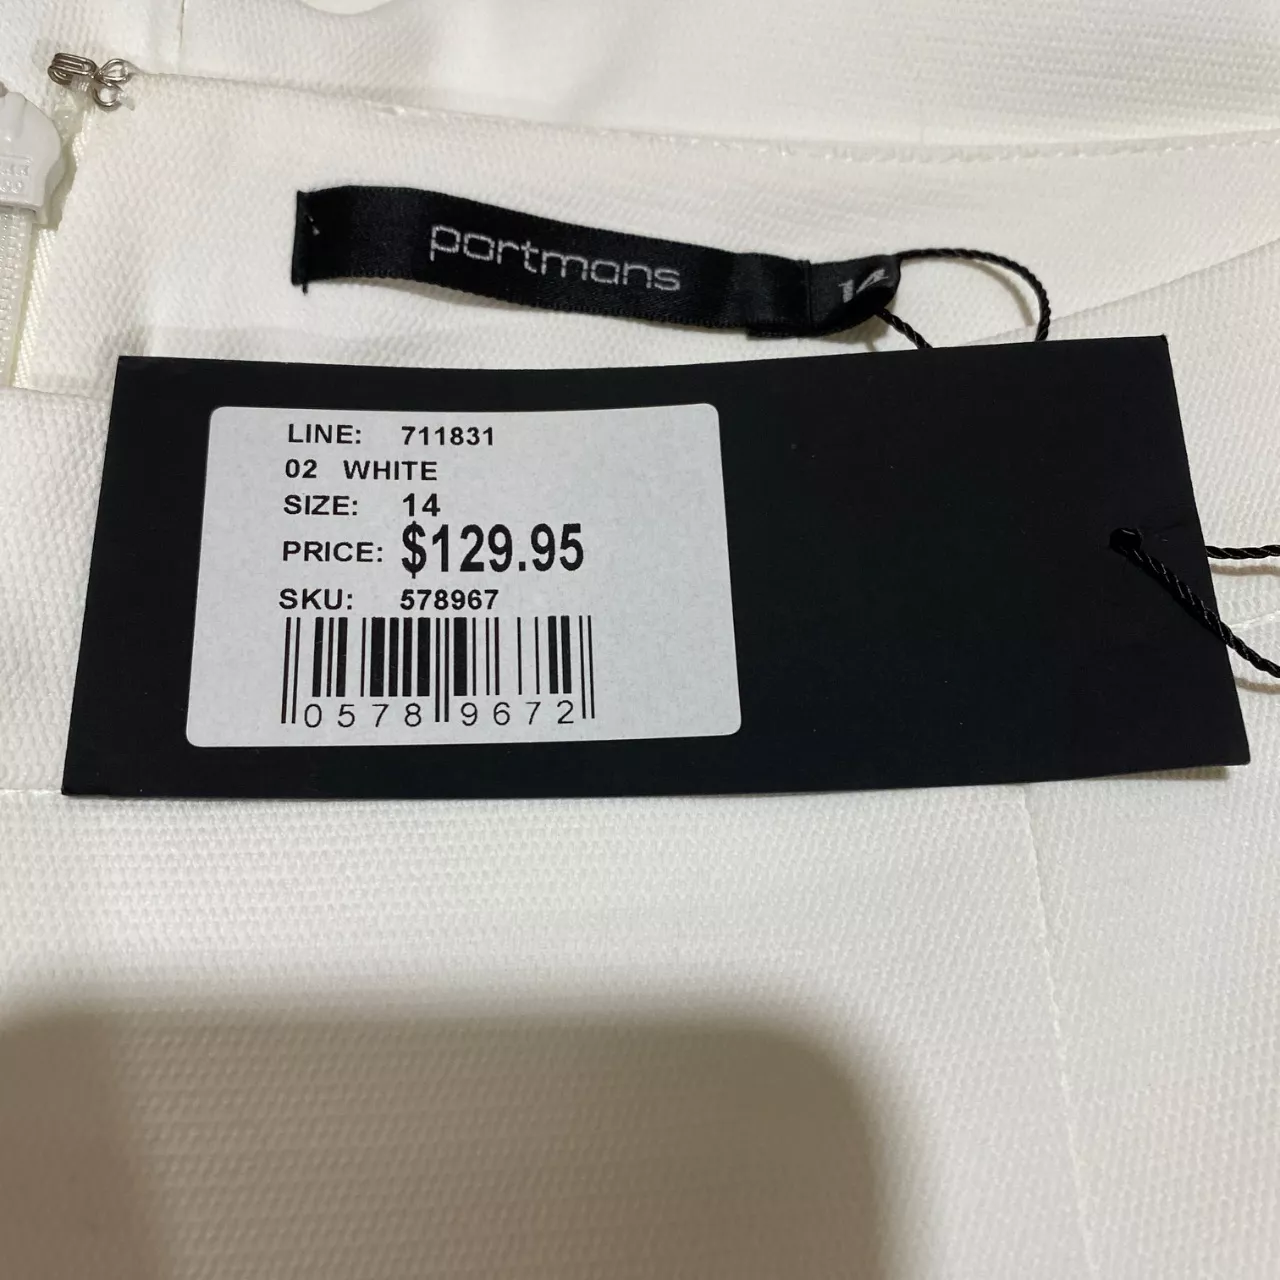 portmans
14
LINE: 711831
02 WHITE
SIZE: 14
PRICE: $129.95
SKU: 578967
0578 9672